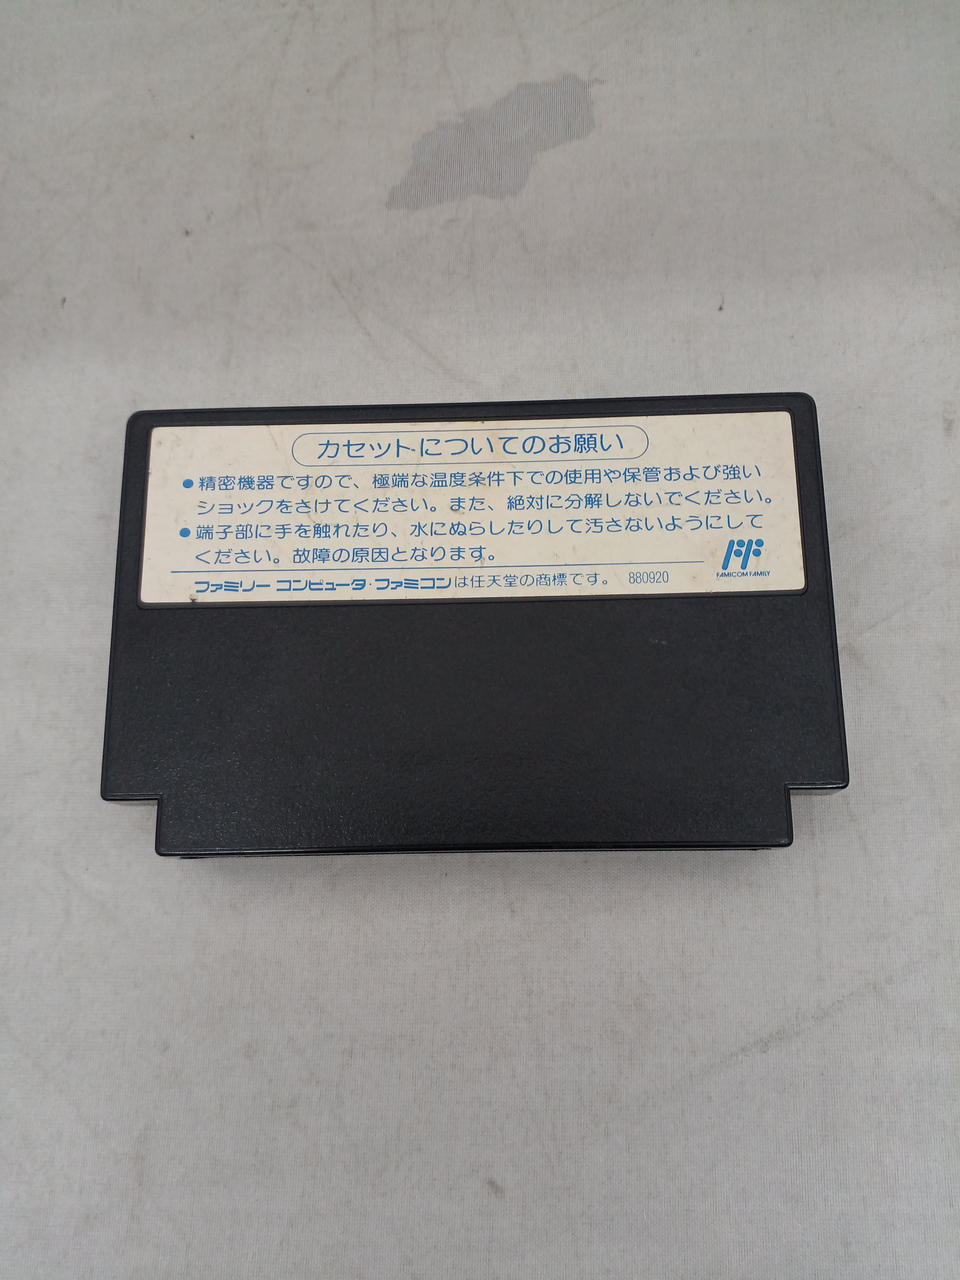 カセットについてのお願い
●精密機器ですので、極端な温度条件下での使用や保管および強い
ショックをさけてください。また、絶対に分解しないでください。
●端子部に手を触れたり、水にぬらしたりして汚さないようにして
ください。故障の原因となります。
FAMICOM FAMILY
ファミリー コンピュータ・ファミコンは任天堂の商標です。 880920